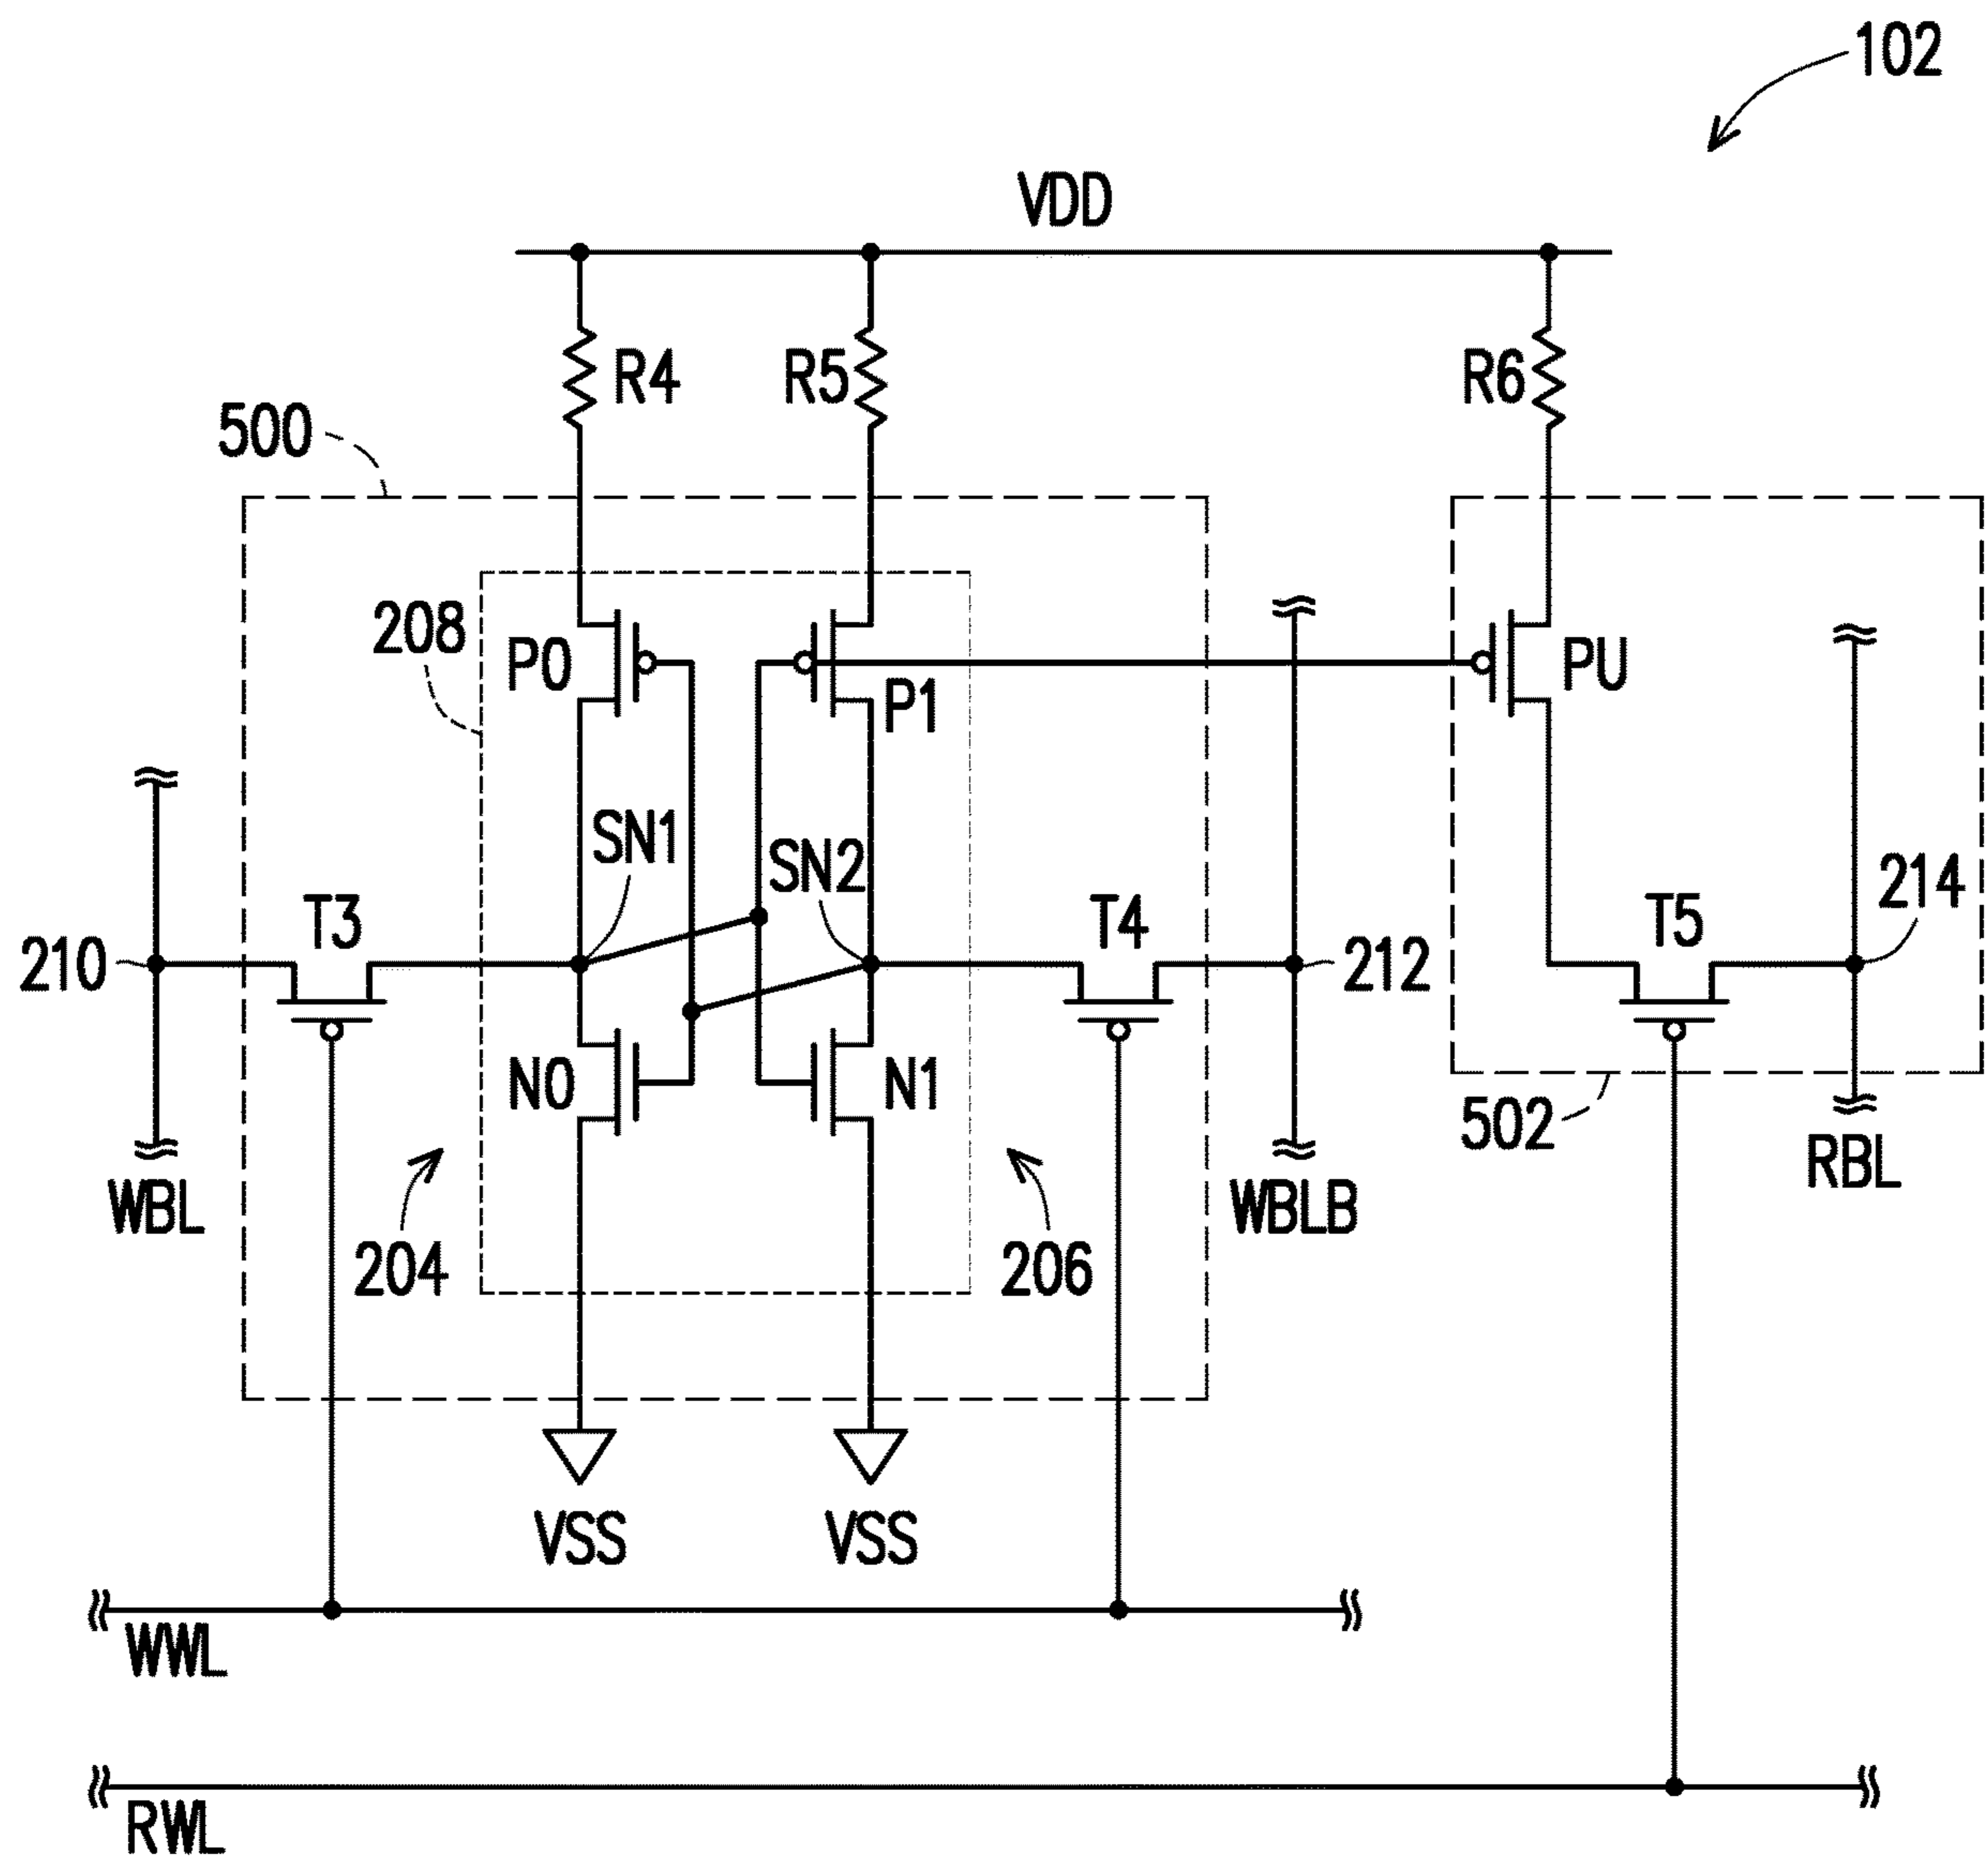 102
VDD
R4
R5
R6
500
208
P0
P1
PU
SN1
SN2
T3
T4
T5
214
210
212
N0
N1
502
WBL
204
206
WBLB
RBL
VSS
VSS
WWL
RWL